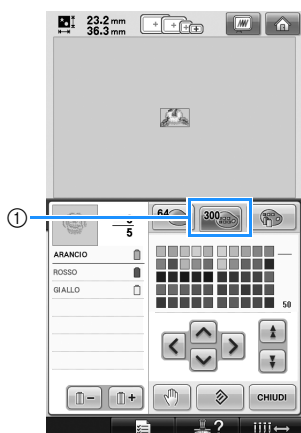 23.2 mm
36.3 mm
1
64
300
5
ARANCIO
ROSSO
GIALLO
50
CHIUDI
?